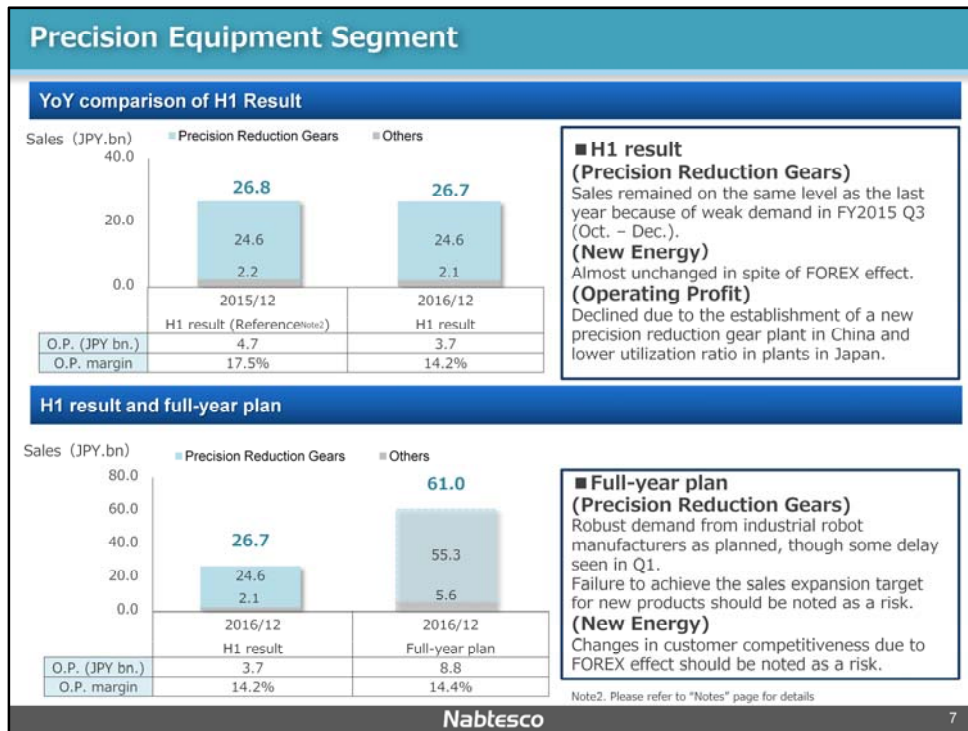 Precision Equipment Segment
YoY comparison of H1 Result
Sales (JPY.bn)
Precision Reduction Gears Others
40.0
20.0
0.0
26.8
26.7
24.6
24.6
2.2
2.1
2015/12
2016/12
H1 result (ReferenceNote2)
H1 result
O.P. (JPY bn.) 4.7 3.7
O.P. margin 17.5% 14.2%
■H1 result
(Precision Reduction Gears)
Sales remained on the same level as the last
year because of weak demand in FY2015 Q3
(Oct. – Dec.).
(New Energy)
Almost unchanged in spite of FOREX effect.
(Operating Profit)
Declined due to the establishment of a new
precision reduction gear plant in China and
lower utilization ratio in plants in Japan.
H1 result and full-year plan
Sales (JPY.bn)
Precision Reduction Gears Others
80.0
60.0
40.0
20.0
0.0
26.7
61.0
24.6
55.3
2.1
5.6
2016/12
2016/12
H1 result
Full-year plan
O.P. (JPY bn.) 3.7 8.8
O.P. margin 14.2% 14.4%
■Full-year plan
(Precision Reduction Gears)
Robust demand from industrial robot
manufacturers as planned, though some delay
seen in Q1.
Failure to achieve the sales expansion target
for new products should be noted as a risk.
(New Energy)
Changes in customer competitiveness due to
FOREX effect should be noted as a risk.
Note2. Please refer to "Notes" page for details
Nabtesco
7